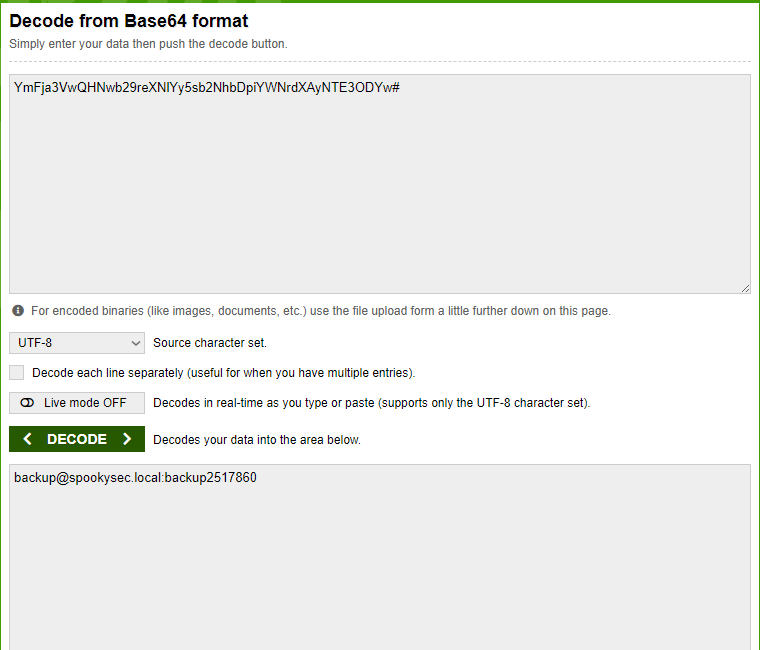 Decode from Base64 format
Simply enter your data then push the decode button.
YmFja3VwQHNwb29reXNlYy5sb2NhbDpiYWNrdXAyNTE3ODYw#
For encoded binaries (like images, documents, etc.) use the file upload form a little further down on this page.
UTF-8 Source character set.
Decode each line separately (useful for when you have multiple entries).
Live mode OFF Decodes in real-time as you type or paste (supports only the UTF-8 character set).
DECODE Decodes your data into the area below.
backup@spookysec.local:backup2517860